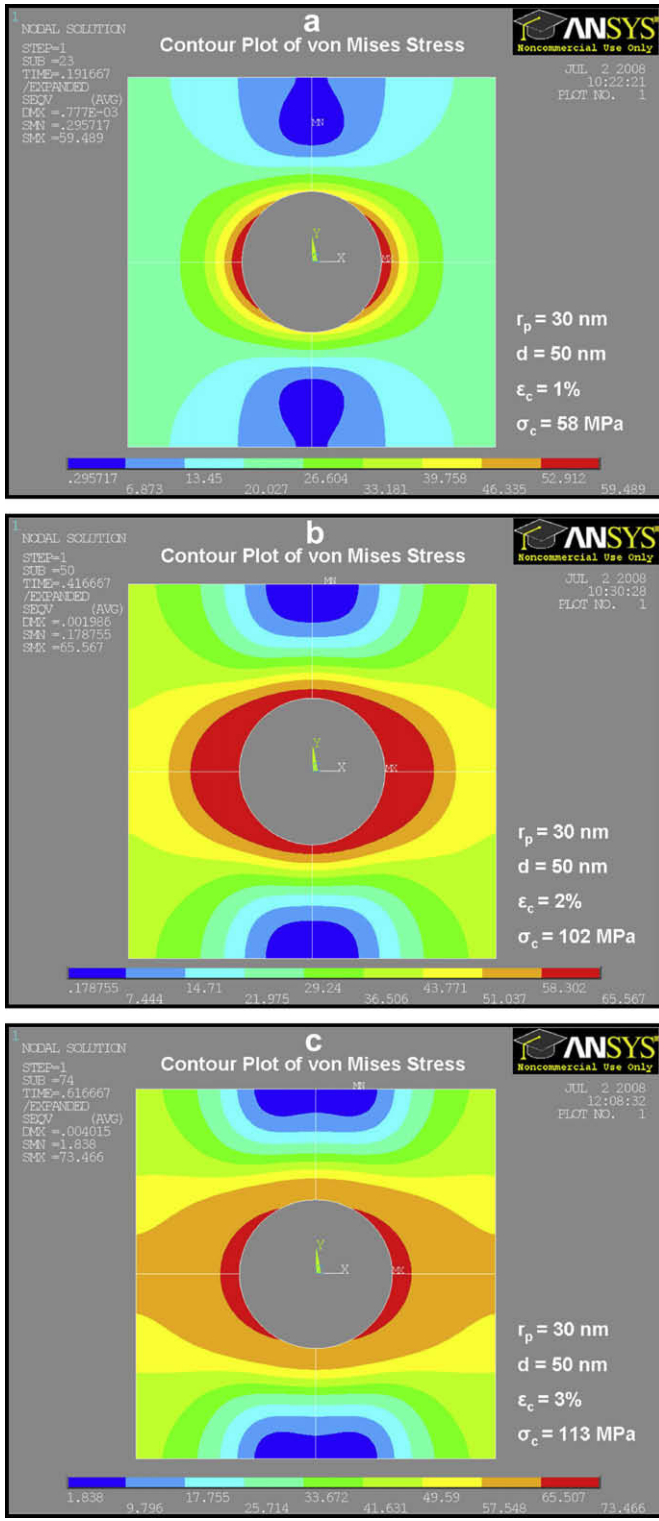 1
NODAL SOLUTION
STEP=1
SUB =23
TIME=.191667
/EXPANDED
SEQV (AVG)
DMX =.777E-03
SMN =.295717
SMX =59.489
a
Contour Plot of von Mises Stress
ANSYS
Noncommercial Use Only
JUL 2 2008
10:22:21
PLOT NO. 1
MN
Y
X
MX
rp = 30 nm
d = 50 nm
εc = 1%
σc = 58 MPa
.295717 13.45 26.604 39.758 52.912
6.873 20.027 33.181 46.335 59.489
1
NODAL SOLUTION
STEP=1
SUB =50
TIME=.416667
/EXPANDED
SEQV (AVG)
DMX =.001986
SMN =.178755
SMX =65.567
b
Contour Plot of von Mises Stress
ANSYS
Noncommercial Use Only
JUL 2 2008
10:30:28
PLOT NO. 1
MN
Y
X
MX
rp = 30 nm
d = 50 nm
εc = 2%
σc = 102 MPa
.178755 14.71 29.24 43.771 58.302
7.444 21.975 36.506 51.037 65.567
1
NODAL SOLUTION
STEP=1
SUB =74
TIME=.616667
/EXPANDED
SEQV (AVG)
DMX =.004015
SMN =1.838
SMX =73.466
c
Contour Plot of von Mises Stress
ANSYS
Noncommercial Use Only
JUL 2 2008
12:08:32
PLOT NO. 1
MN
Y
X
MX
rp = 30 nm
d = 50 nm
εc = 3%
σc = 113 MPa
1.838 17.755 33.672 49.59 65.507
9.796 25.714 41.631 57.548 73.466